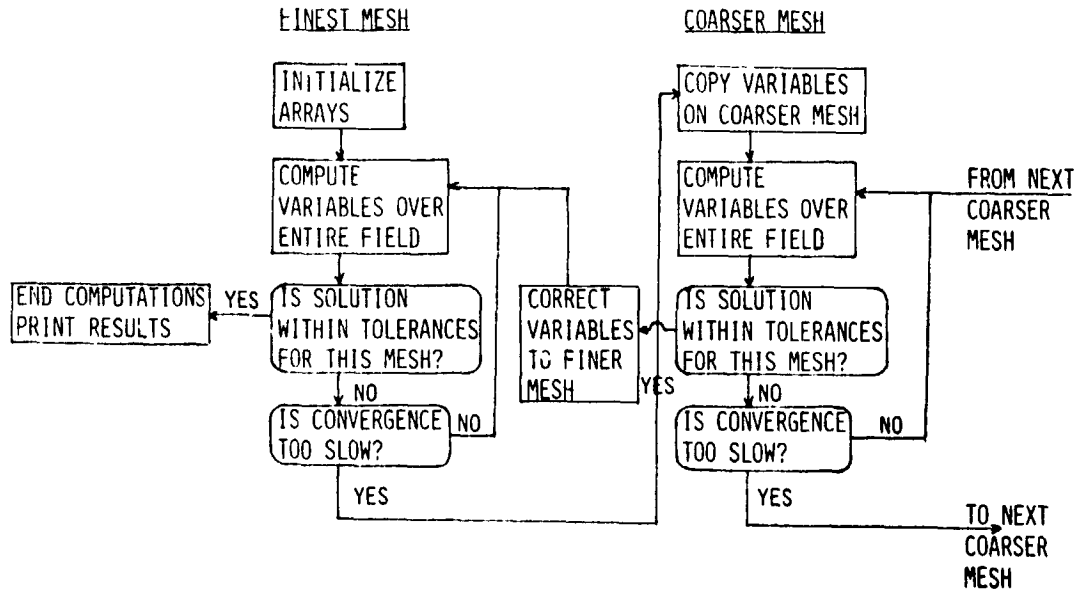 FINEST MESH
INITIALIZE
ARRAYS
COMPUTE
VARIABLES OVER
ENTIRE FIELD
END COMPUTATIONS
PRINT RESULTS
YES
IS SOLUTION
WITHIN TOLERANCES
FOR THIS MESH?
NO
IS CONVERGENCE
TOO SLOW?
NO
YES
CORRECT
VARIABLES
TO FINER
MESH
YES
COARSER MESH
COPY VARIABLES
ON COARSER MESH
COMPUTE
VARIABLES OVER
ENTIRE FIELD
FROM NEXT
COARSER
MESH
IS SOLUTION
WITHIN TOLERANCES
FOR THIS MESH?
NO
IS CONVERGENCE
TOO SLOW?
NO
YES
TO NEXT
COARSER
MESH